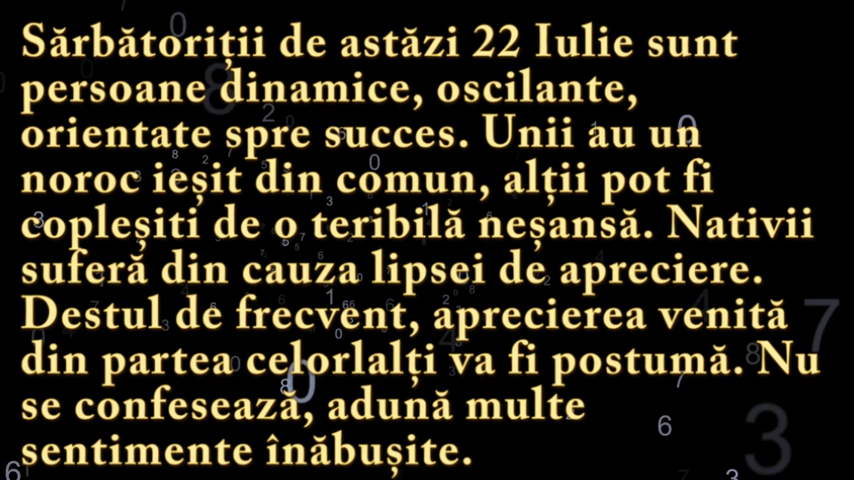 Sărbătoriții de astăzi 22 Iulie sunt
persoane dinamice, oscilante,
orientate spre succes. Unii au un
noroc ieșit din comun, alții pot fi
copleșiti de o teribilă neșansă. Nativii
suferă din cauza lipsei de apreciere.
Destul de frecvent, aprecierea venită
din partea celorlalți va fi postumă. Nu
se confesează, adună multe
sentimente înăbușite.